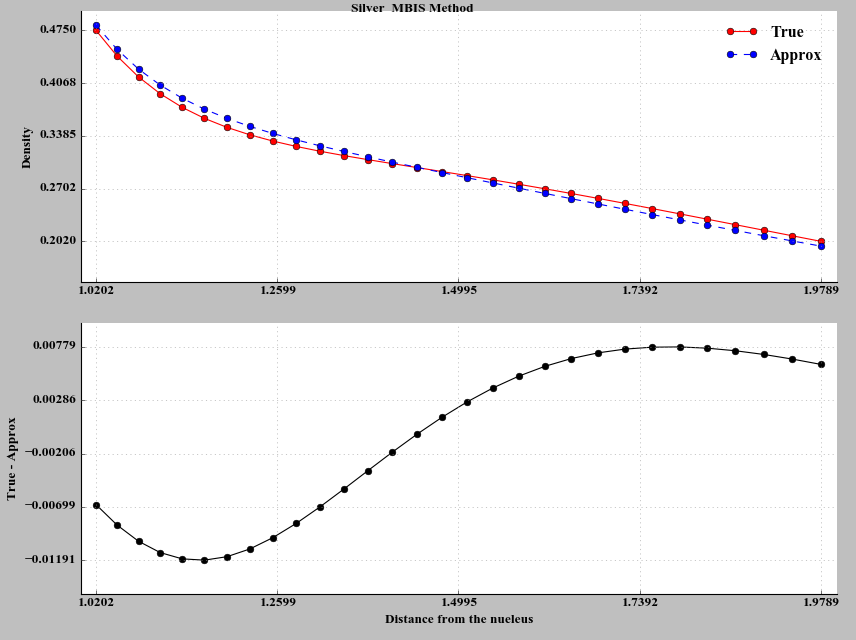 Silver MBIS Method
True
Approx
0.4750
0.4068
0.3385
0.2702
0.2020
Density
1.0202 1.2599 1.4995 1.7392 1.9789
0.00779
0.00286
−0.00206
−0.00699
−0.01191
True - Approx
1.0202 1.2599 1.4995 1.7392 1.9789
Distance from the nueleus